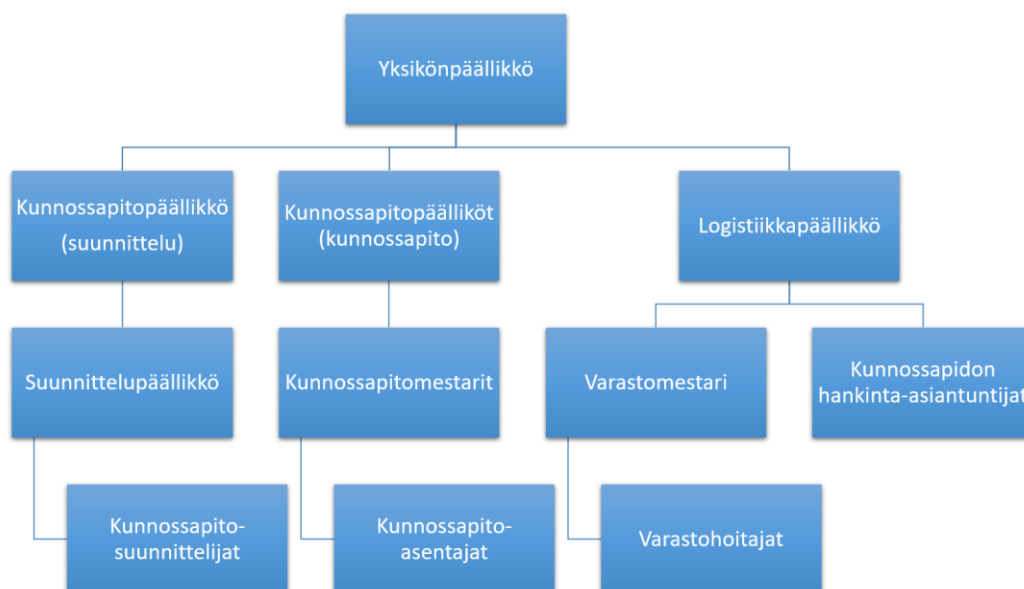 Yksikönpäällikkö
Kunnossapitopäällikkö
(suunnittelu)
Kunnossapitopäälliköt
(kunnossapito)
Logistiikkapäällikkö
Suunnittelupäällikkö
Kunnossapitomestarit
Varastomestari
Kunnossapidon
hankinta-asiantuntijat
Kunnossapito-
suunnittelijat
Kunnossapito-
asentajat
Varastohoitajat